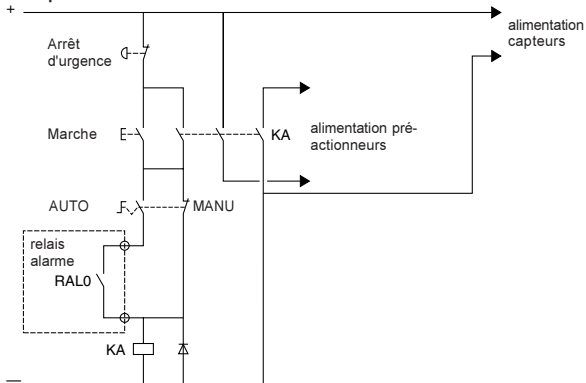 +
alimentation
capteurs
Arrêt
d'urgence
Marche
KA
alimentation pré-
actionneurs
AUTO
MANU
relais
alarme
RAL0
KA
—